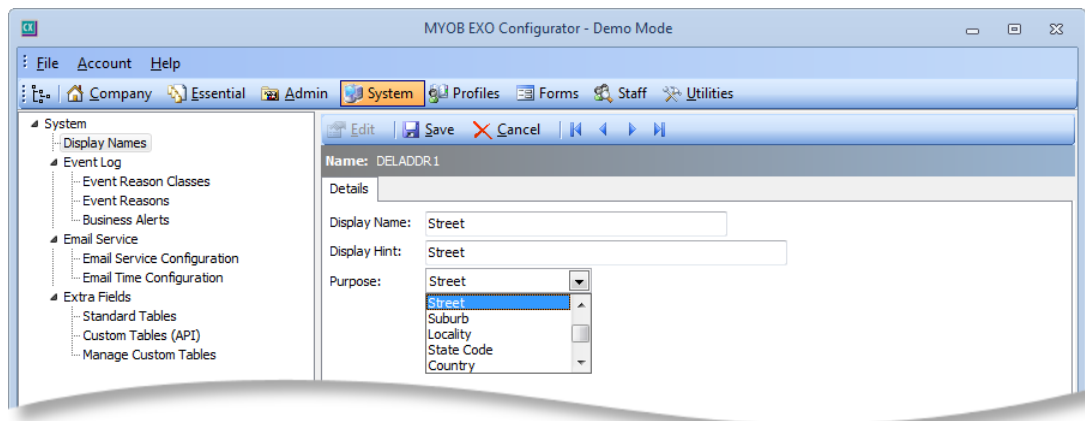 CX MYOB EXO Configurator - Demo Mode
File Account Help
Company Essential Admin System Profiles Forms Staff Utilities
System
Display Names
Event Log
Event Reason Classes
Event Reasons
Business Alerts
Email Service
Email Service Configuration
Email Time Configuration
Extra Fields
Standard Tables
Custom Tables (API)
Manage Custom Tables
Edit Save Cancel
Name: DELADDR1
Details
Display Name: Street
Display Hint: Street
Purpose: Street
Street
Suburb
Locality
State Code
Country